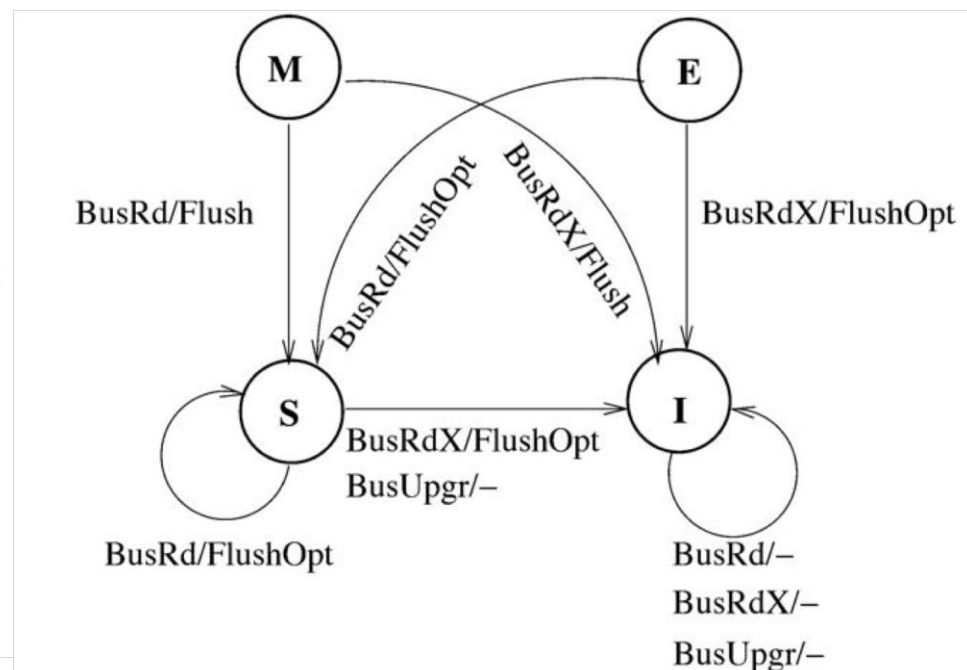 M
E
BusRd/Flush
BusRd/FlushOpt
BusRdX/Flush
BusRdX/FlushOpt
S
I
BusRdX/FlushOpt
BusUpgr/–
BusRd/FlushOpt
BusRd/–
BusRdX/–
BusUpgr/–